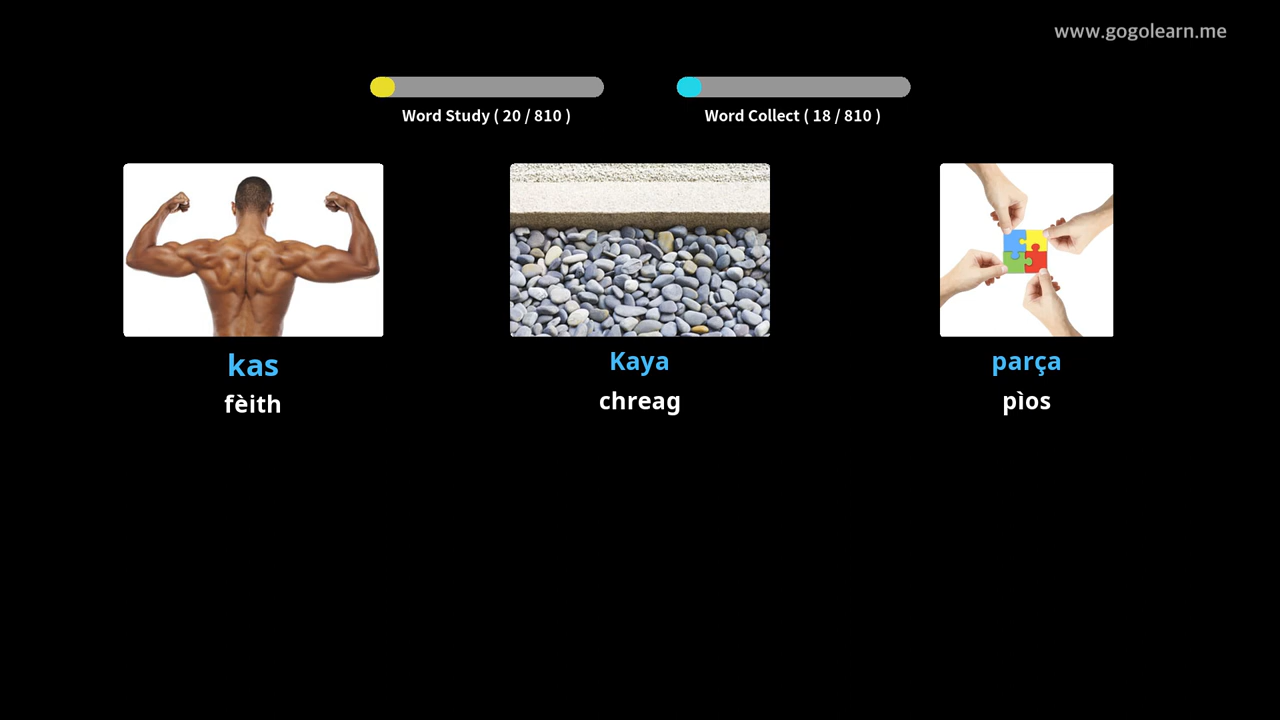 www.gogolearn.me
Word Study ( 20 / 810 )
Word Collect ( 18 / 810 )
kas
fèith
Kaya
chreag
parça
pìos